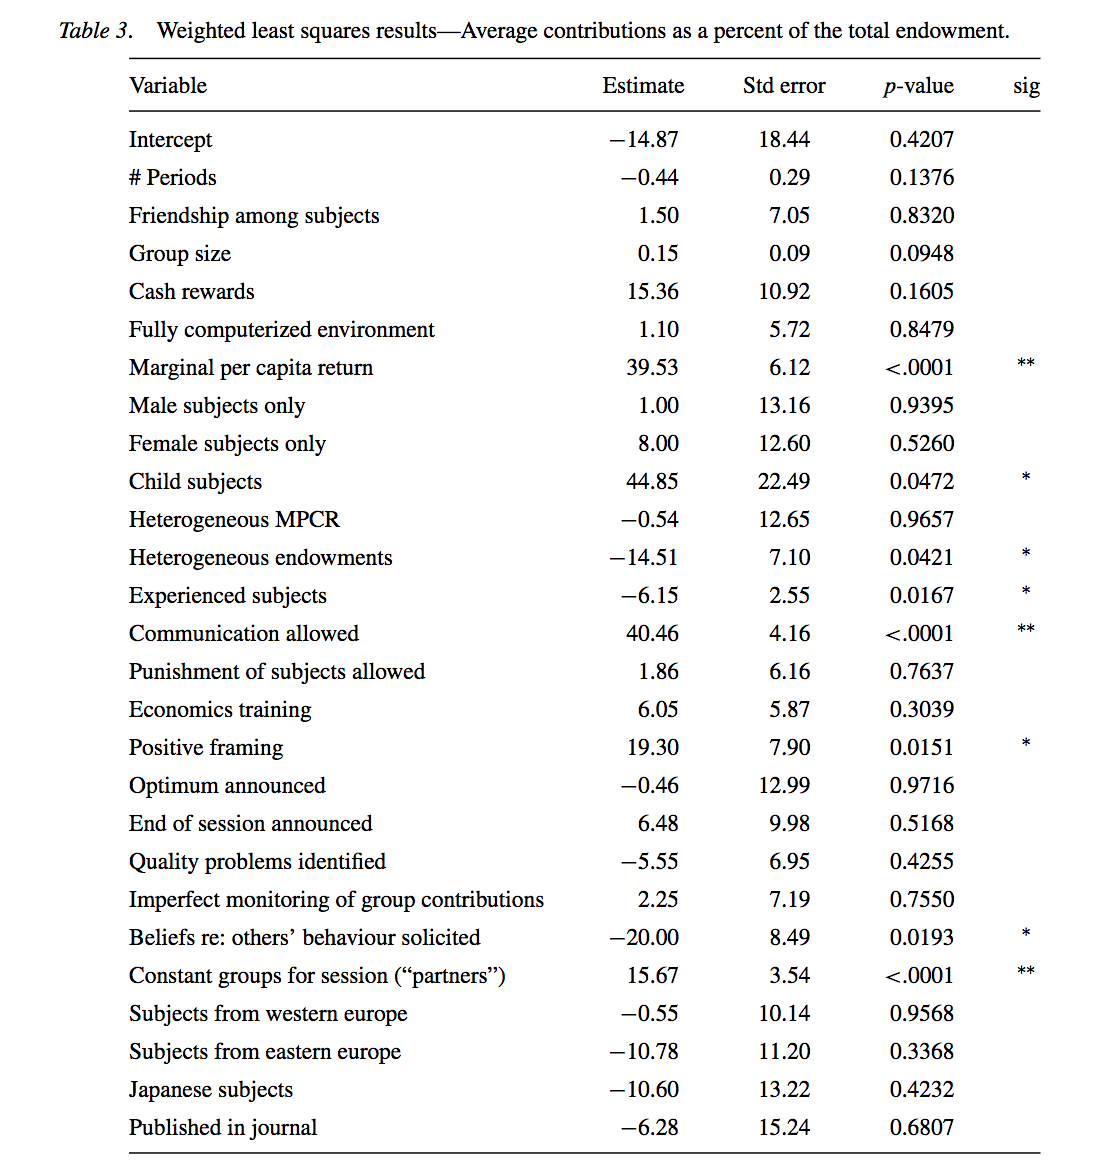 Table 3. Weighted least squares results—Average contributions as a percent of the total endowment.
Variable Estimate Std error p-value sig
Intercept −14.87 18.44 0.4207
# Periods −0.44 0.29 0.1376
Friendship among subjects 1.50 7.05 0.8320
Group size 0.15 0.09 0.0948
Cash rewards 15.36 10.92 0.1605
Fully computerized environment 1.10 5.72 0.8479
Marginal per capita return 39.53 6.12 <.0001 **
Male subjects only 1.00 13.16 0.9395
Female subjects only 8.00 12.60 0.5260
Child subjects 44.85 22.49 0.0472 *
Heterogeneous MPCR −0.54 12.65 0.9657
Heterogeneous endowments −14.51 7.10 0.0421 *
Experienced subjects −6.15 2.55 0.0167 *
Communication allowed 40.46 4.16 <.0001 **
Punishment of subjects allowed 1.86 6.16 0.7637
Economics training 6.05 5.87 0.3039
Positive framing 19.30 7.90 0.0151 *
Optimum announced −0.46 12.99 0.9716
End of session announced 6.48 9.98 0.5168
Quality problems identified −5.55 6.95 0.4255
Imperfect monitoring of group contributions 2.25 7.19 0.7550
Beliefs re: others’ behaviour solicited −20.00 8.49 0.0193 *
Constant groups for session (“partners”) 15.67 3.54 <.0001 **
Subjects from western europe −0.55 10.14 0.9568
Subjects from eastern europe −10.78 11.20 0.3368
Japanese subjects −10.60 13.22 0.4232
Published in journal −6.28 15.24 0.6807